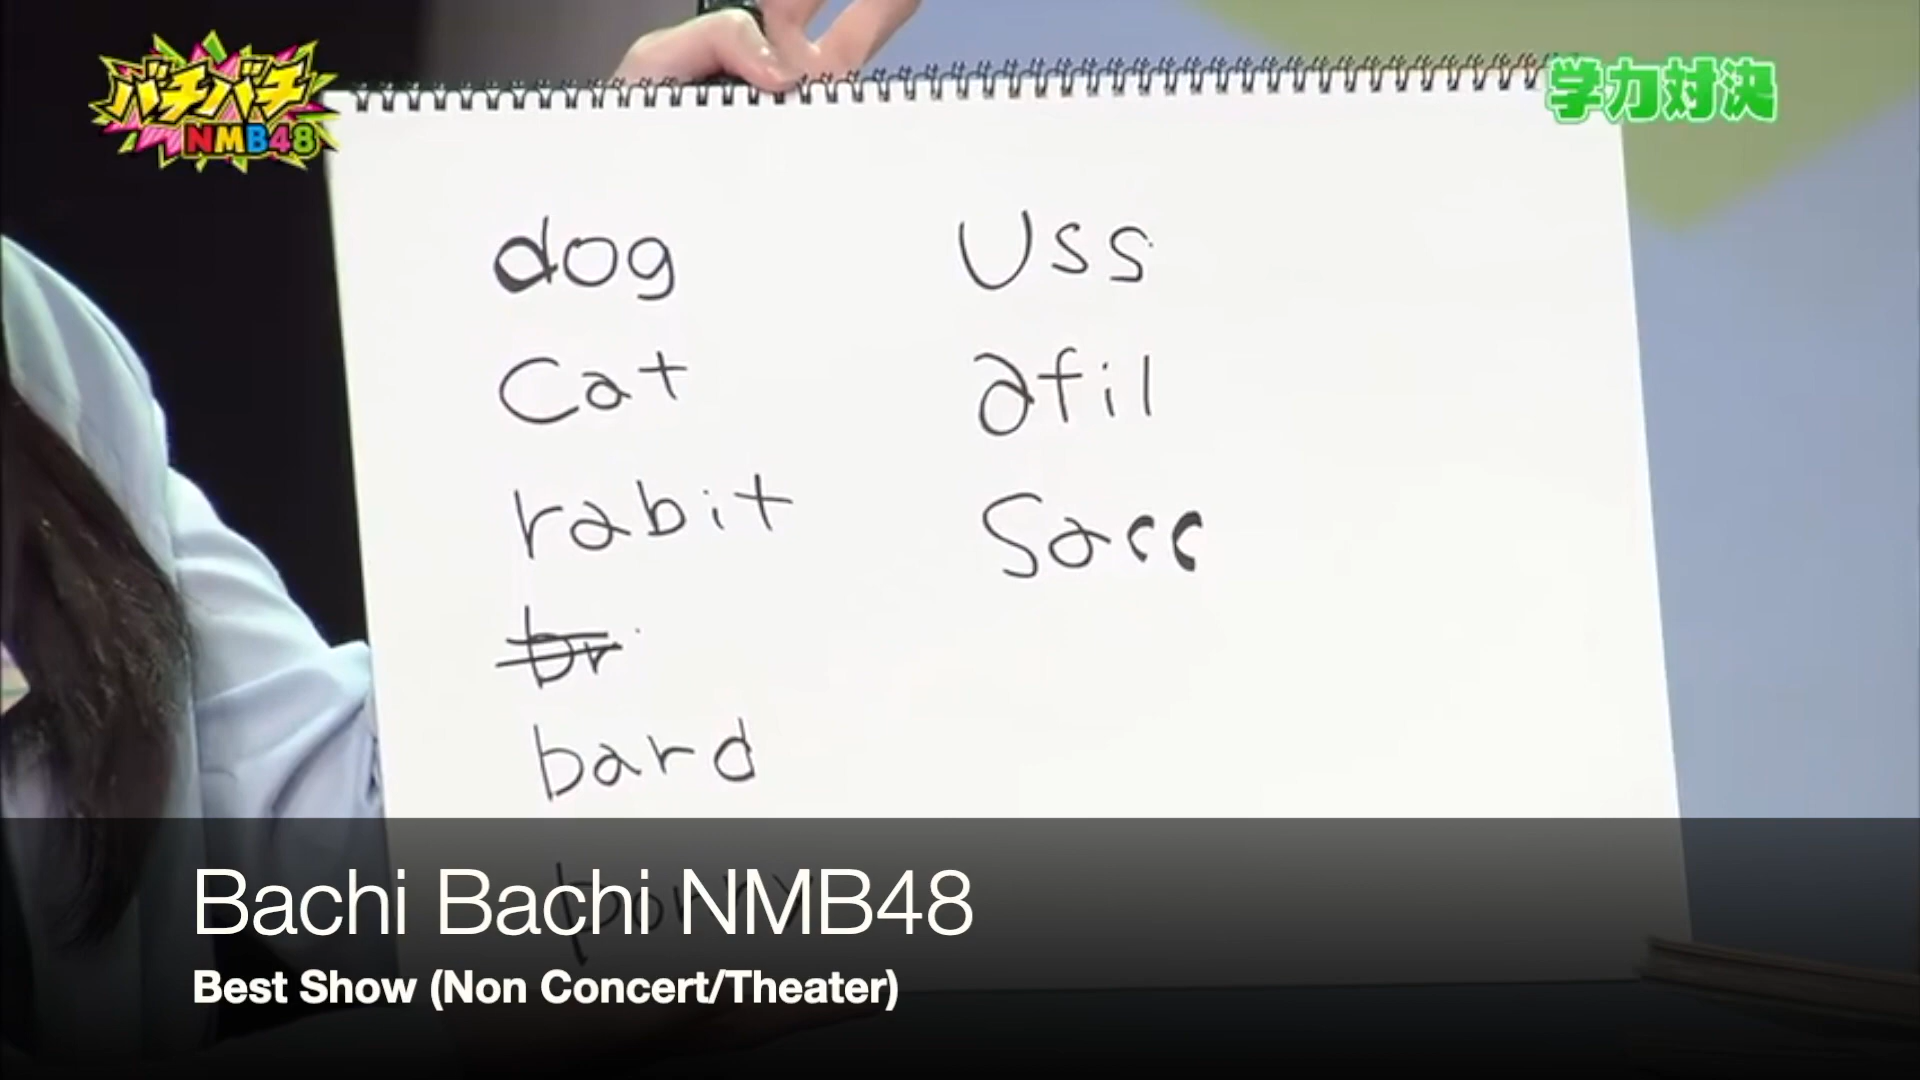 バチバチ
NMB48
学力対決
dog
cat
rabit
br
bard
Uss
afil
Sacc
Bachi Bachi NMB48
Best Show (Non Concert/Theater)